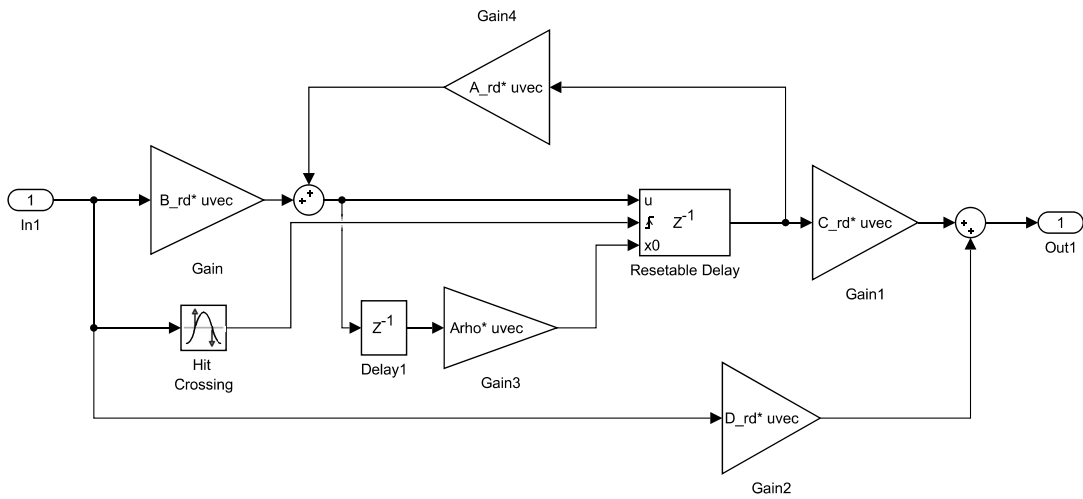 Gain4
A_rd* uvec
1
In1
B_rd* uvec
Gain
u
x0
Z-1
Resetable Delay
C_rd* uvec
Gain1
1
Out1
Hit
Crossing
Z-1
Delay1
Arho* uvec
Gain3
D_rd* uvec
Gain2